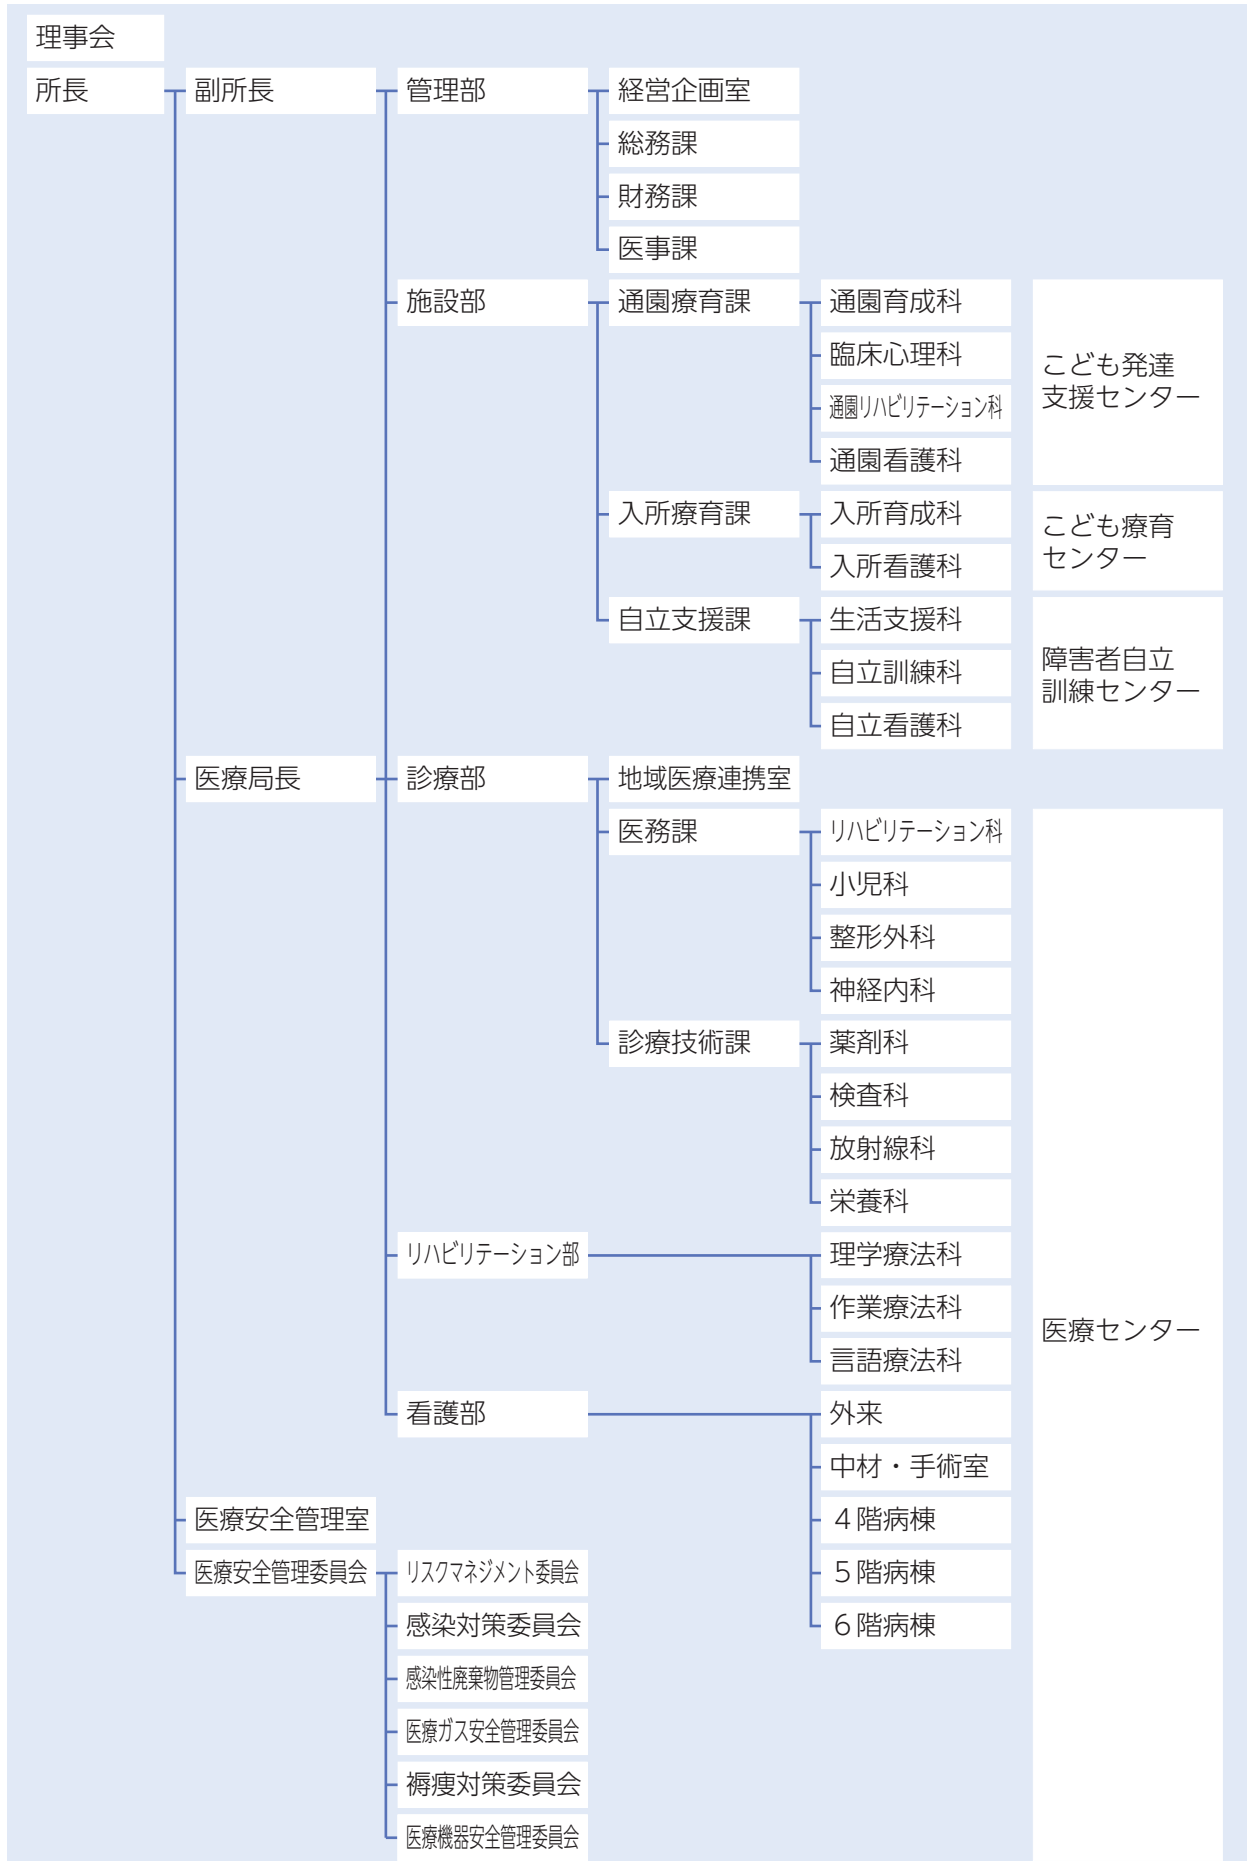 理事会
所長
副所長
管理部
経営企画室
総務課
財務課
医事課
施設部
通園療育課
通園育成科
臨床心理科
通園リハビリテーション科
通園看護科
こども発達
支援センター
入所療育課
入所育成科
入所看護科
こども療育
センター
自立支援課
生活支援科
自立訓練科
自立看護科
障害者自立
訓練センター
医療局長
診療部
地域医療連携室
医務課
リハビリテーション科
小児科
整形外科
神経内科
診療技術課
薬剤科
検査科
放射線科
栄養科
リハビリテーション部
理学療法科
作業療法科
言語療法科
医療センター
看護部
外来
中材・手術室
4階病棟
5階病棟
6階病棟
医療安全管理室
医療安全管理委員会
リスクマネジメント委員会
感染対策委員会
感染性廃棄物管理委員会
医療ガス安全管理委員会
褥瘦対策委員会
医療機器安全管理委員会